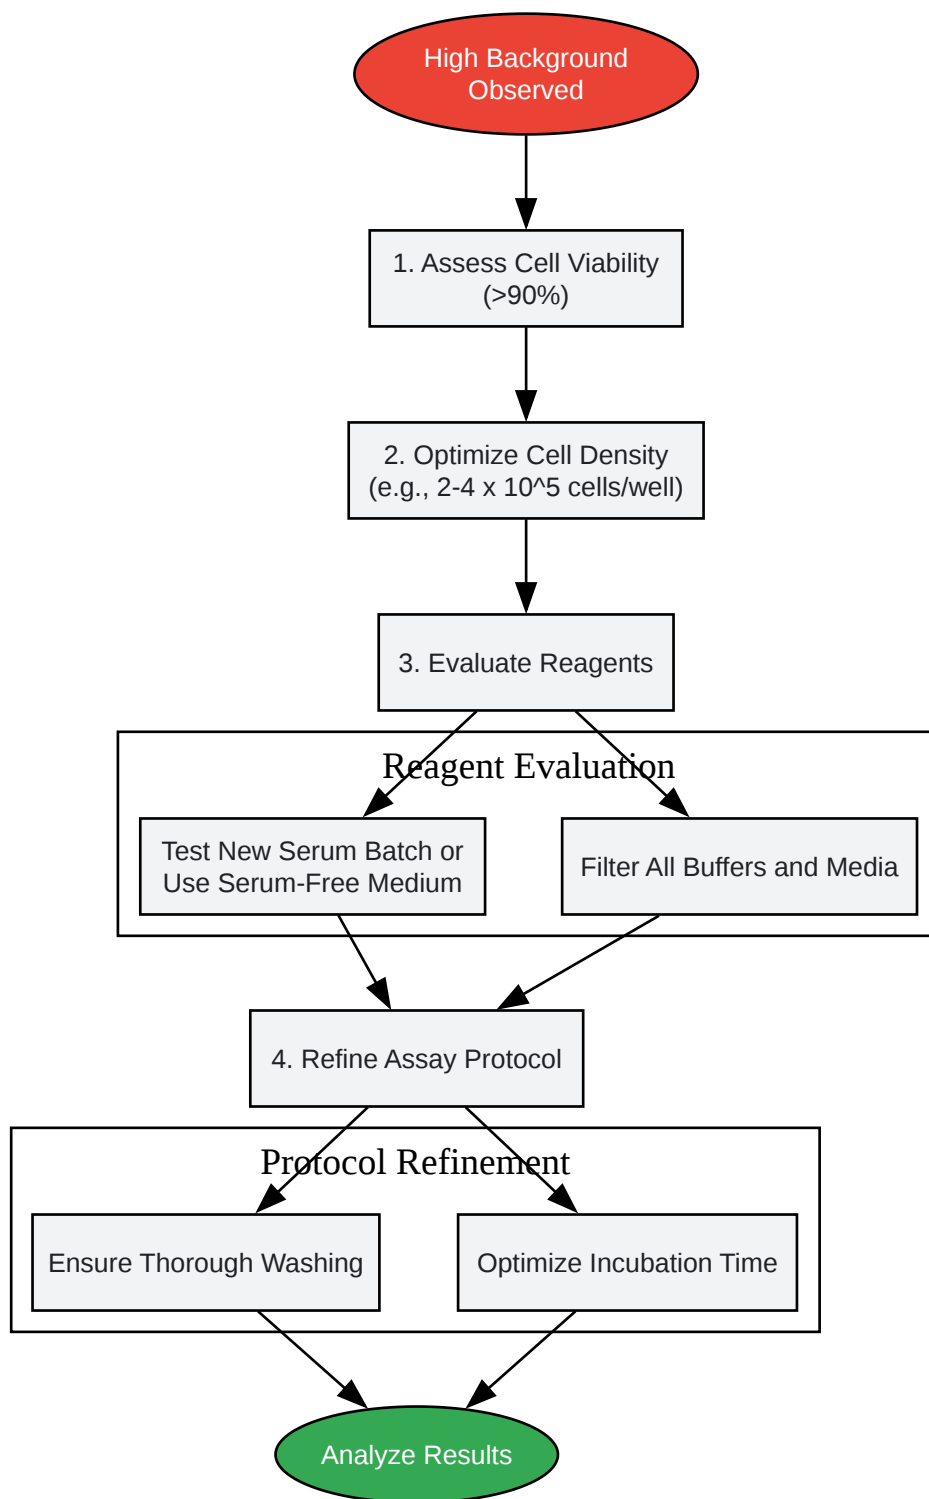 High Background
Observed
1. Assess Cell Viability
(>90%)
2. Optimize Cell Density
(e.g., 2-4 x 10^5 cells/well)
3. Evaluate Reagents
Reagent Evaluation
Test New Serum Batch or
Use Serum-Free Medium
Filter All Buffers and Media
4. Refine Assay Protocol
Protocol Refinement
Ensure Thorough Washing
Optimize Incubation Time
Analyze Results